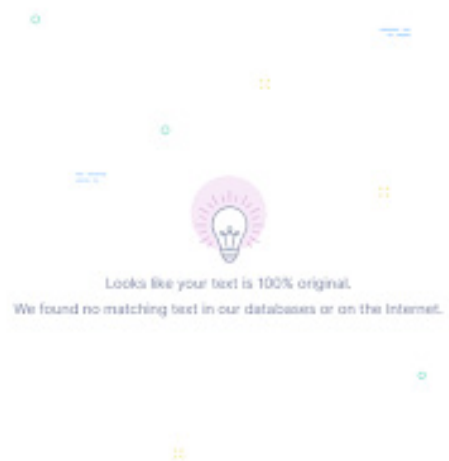 Looks like your text is 100% original.
We found no matching text in our databases or on the Internet.